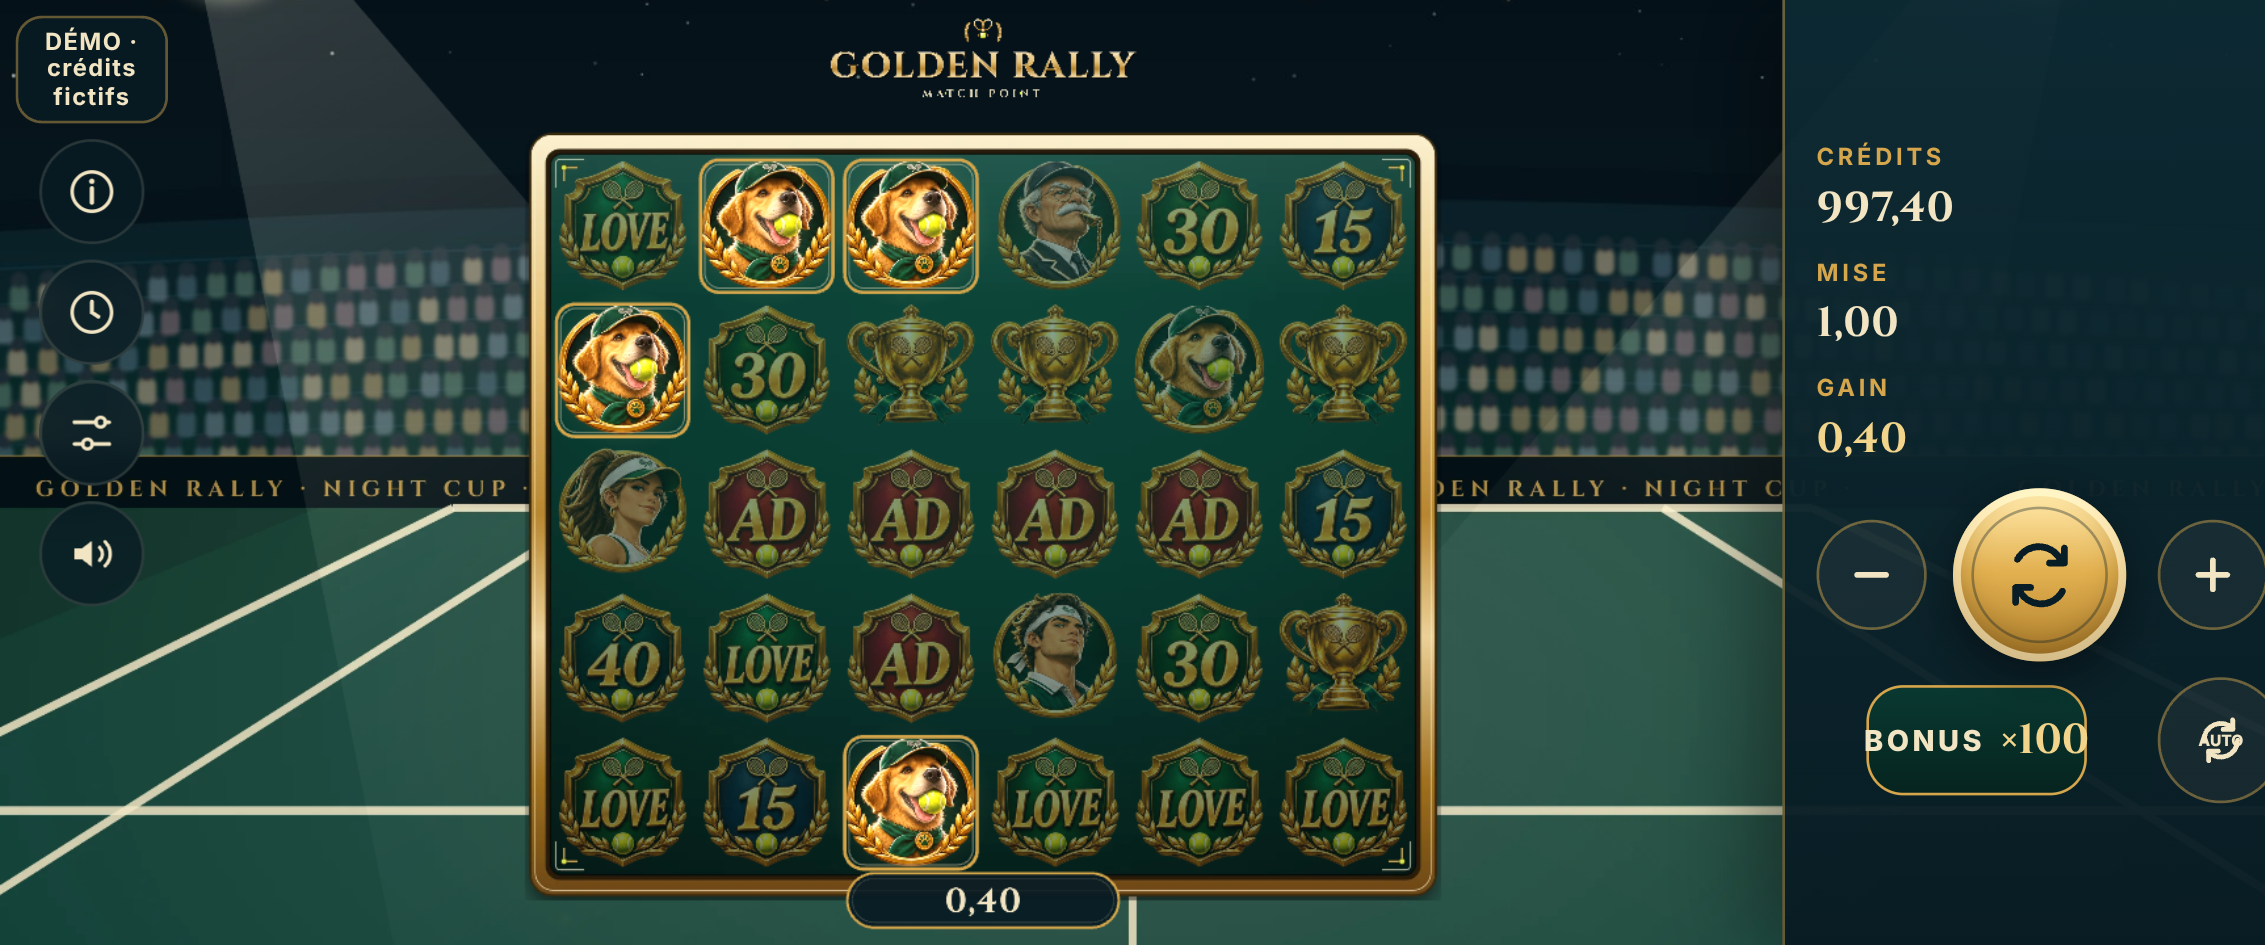 DÉMO ·
crédits
fictifs
GOLDEN RALLY
MATCH POINT
CRÉDITS
997,40
MISE
1,00
GAIN
0,40
LOVE
30
15
30
AD
AD
AD
AD
15
40
LOVE
AD
30
LOVE
15
LOVE
LOVE
LOVE
GOLDEN RALLY · NIGHT CUP ·
DEN RALLY · NIGHT CUP
BONUS ×100
AUTO
0,40